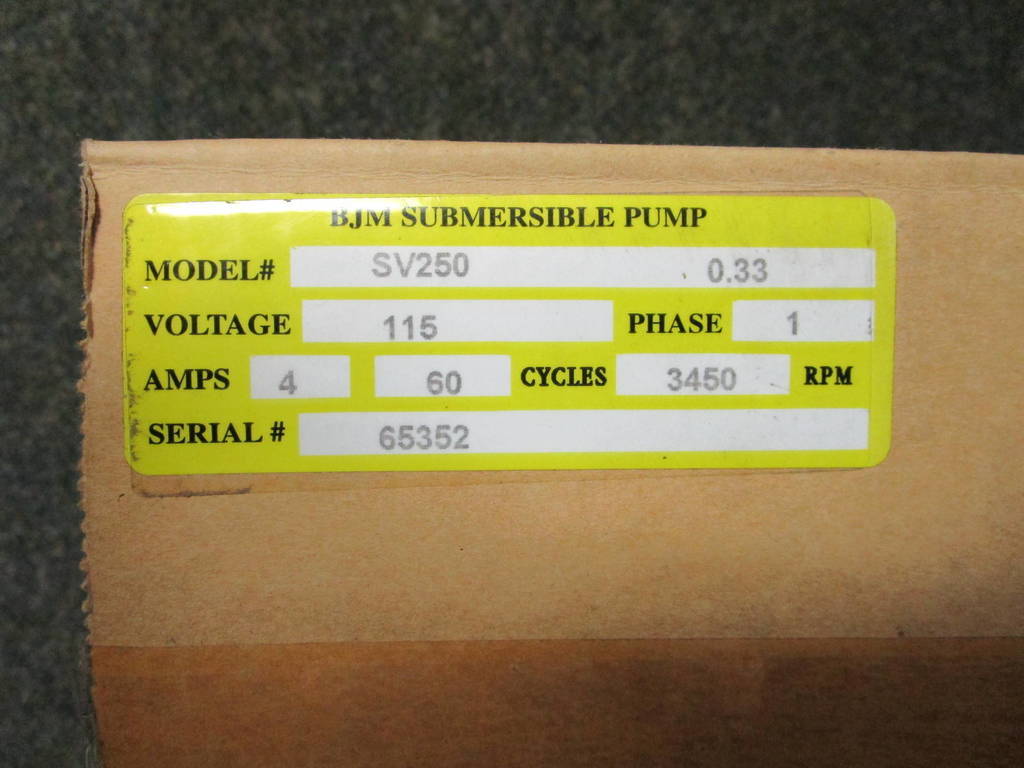 BJM SUBMERSIBLE PUMP
MODEL# SV250 0.33
VOLTAGE 115 PHASE 1
AMPS 4 60 CYCLES 3450 RPM
SERIAL # 65352